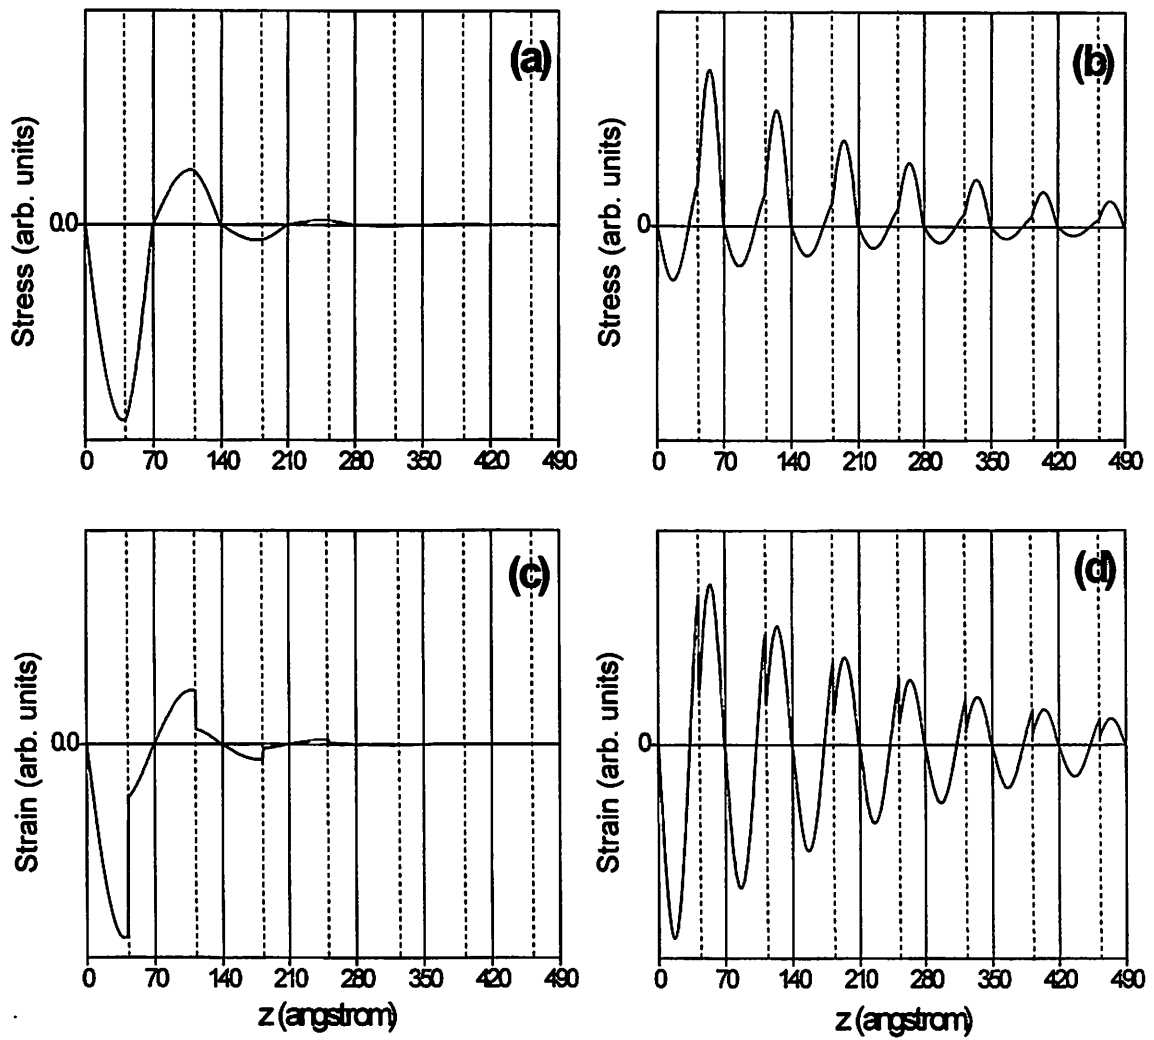 (a)
Stress (arb. units)
0.0
0 70 140 210 280 350 420 490
(b)
Stress (arb. units)
0
0 70 140 210 280 350 420 490
(c)
Strain (arb. units)
0.0
0 70 140 210 280 350 420 490
z (angstrom)
(d)
Strain (arb. units)
0
0 70 140 210 280 350 420 490
z (angstrom)